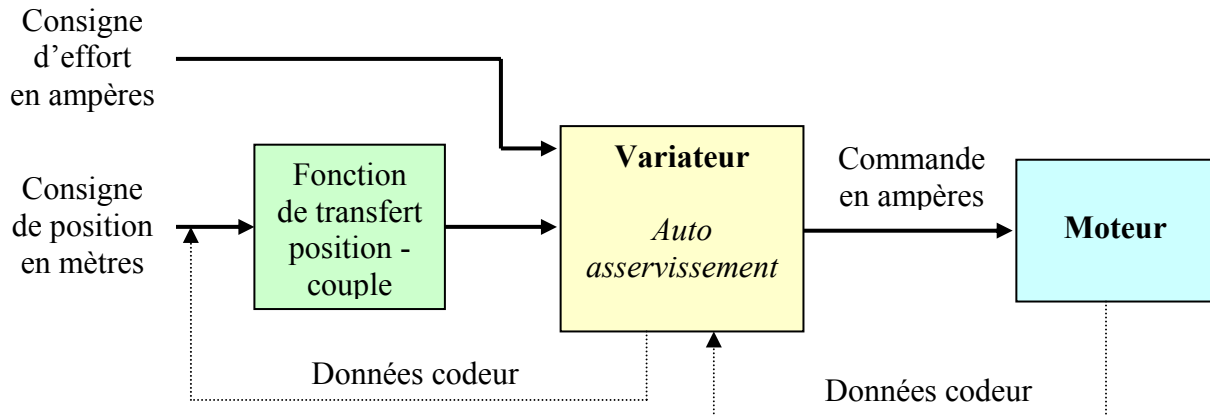 Consigne
d’effort
en ampères
Consigne
de position
en mètres
Fonction
de transfert
position -
couple
Variateur
Auto
asservissement
Commande
en ampères
Moteur
Données codeur
Données codeur